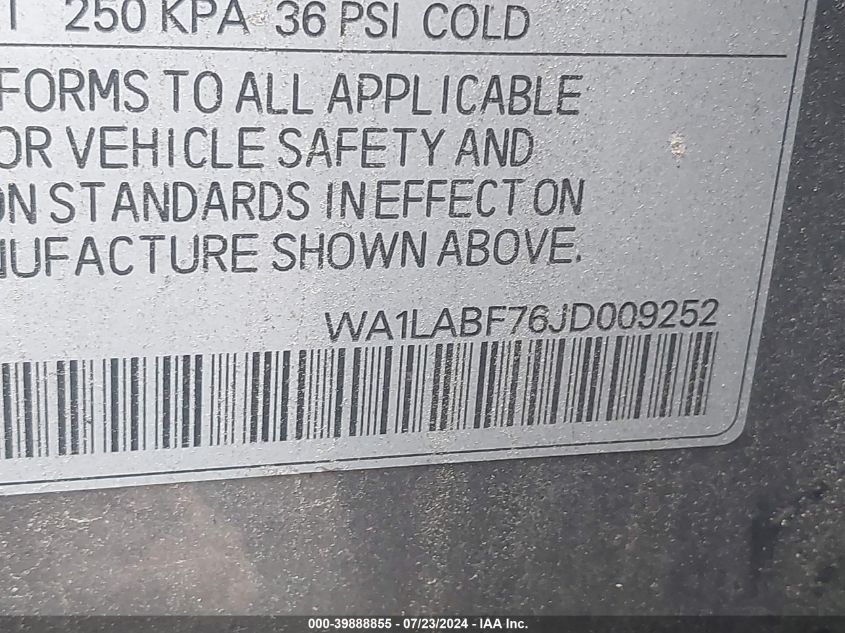 250 KPA 36 PSI COLD
FORMS TO ALL APPLICABLE
OR VEHICLE SAFETY AND
ON STANDARDS IN EFFECT ON
NUFACTURE SHOWN ABOVE.
WA1LABF76JD009252
000-39888855 / 07/23/2024 / IAA Inc.